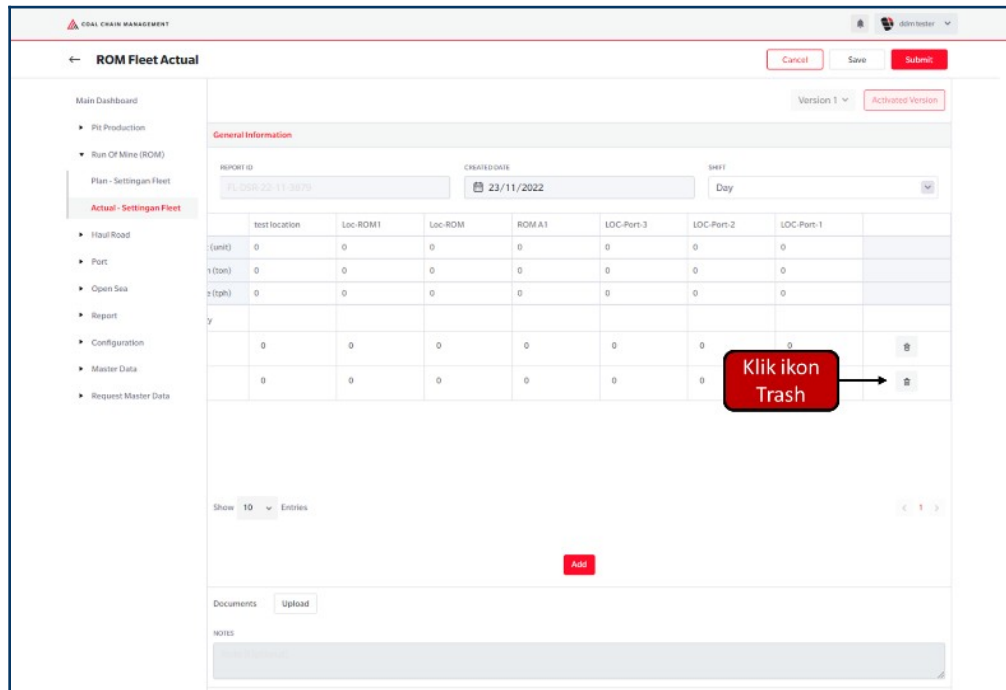 COAL CHAIN MANAGEMENT
ddm tester
← ROM Fleet Actual
Cancel Save Submit
Main Dashboard
Pit Production
Run Of Mine (ROM)
Plan - Settingan Fleet
Actual - Settingan Fleet
Haul Road
Port
Open Sea
Report
Configuration
Master Data
Request Master Data
Version 1 Activated Version
General Information
REPORT ID CREATED DATE SHIFT
FL-DSR-22-11-3879 23/11/2022 Day
test location Loc-ROM1 Loc-ROM ROM A1 LOC-Port-3 LOC-Port-2 LOC-Port-1
(unit) 0 0 0 0 0 0 0
(ton) 0 0 0 0 0 0 0
(tph) 0 0 0 0 0 0 0
y
0 0 0 0 0 0 0
0 0 0 0 0 0
Klik ikon
Trash
Show 10 Entries
< 1 >
Add
Documents Upload
NOTES